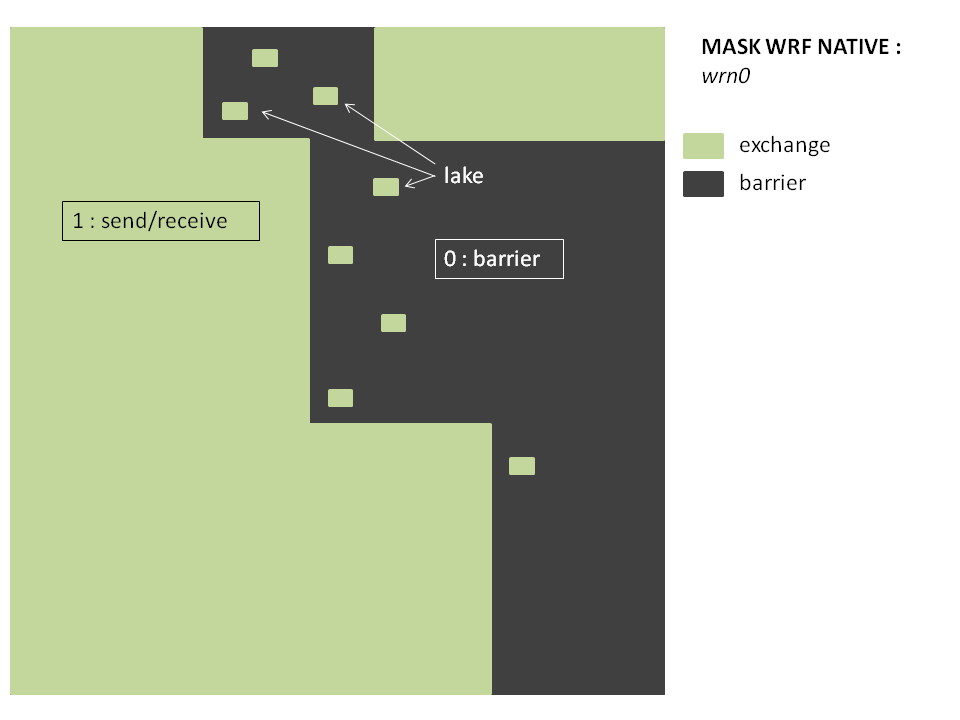 MASK WRF NATIVE :
wrn0
exchange
barrier
lake
1 : send/receive
0 : barrier